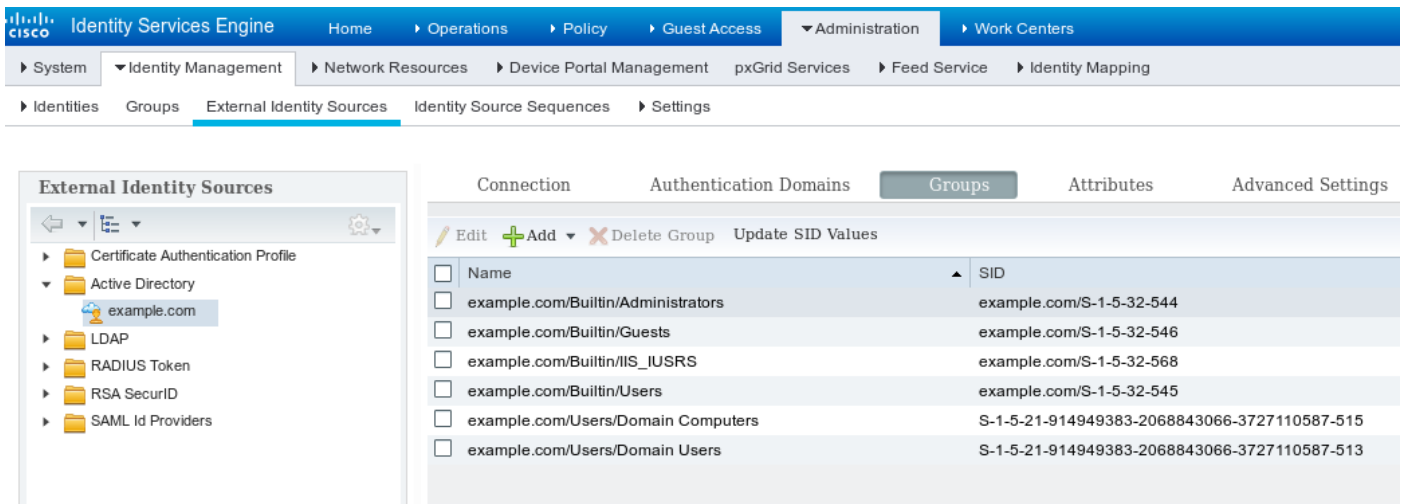 cisco Identity Services Engine Home Operations Policy Guest Access Administration Work Centers
System Identity Management Network Resources Device Portal Management pxGrid Services Feed Service Identity Mapping
Identities Groups External Identity Sources Identity Source Sequences Settings
External Identity Sources
Certificate Authentication Profile
Active Directory
example.com
LDAP
RADIUS Token
RSA SecurID
SAML Id Providers
Connection Authentication Domains Groups Attributes Advanced Settings
Edit Add Delete Group Update SID Values
Name SID
example.com/Builtin/Administrators example.com/S-1-5-32-544
example.com/Builtin/Guests example.com/S-1-5-32-546
example.com/Builtin/IIS_IUSRS example.com/S-1-5-32-568
example.com/Builtin/Users example.com/S-1-5-32-545
example.com/Users/Domain Computers S-1-5-21-914949383-2068843066-3727110587-515
example.com/Users/Domain Users S-1-5-21-914949383-2068843066-3727110587-513